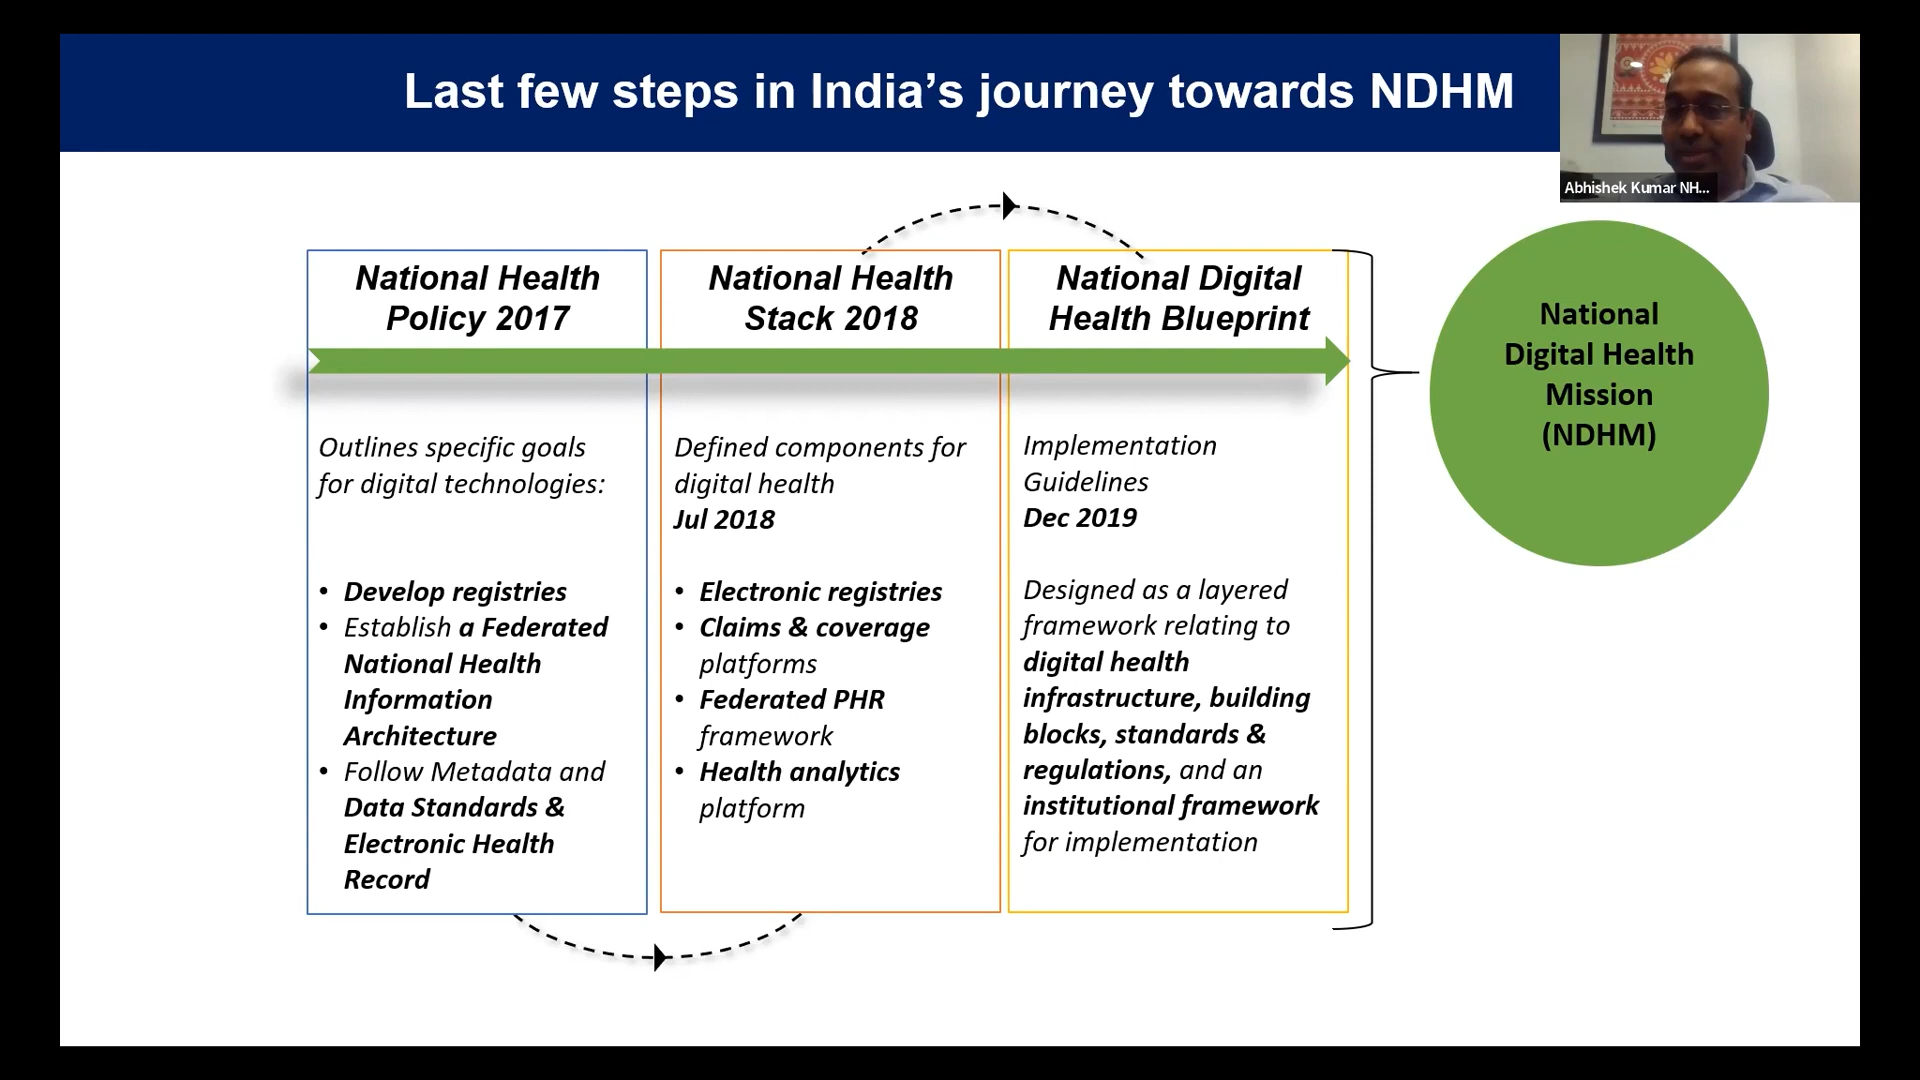 Last few steps in India’s journey towards NDHM
Abhishek Kumar NH...
National Health
Policy 2017
Outlines specific goals
for digital technologies:
• Develop registries
• Establish a Federated
National Health
Information
Architecture
• Follow Metadata and
Data Standards &
Electronic Health
Record
National Health
Stack 2018
Defined components for
digital health
Jul 2018
• Electronic registries
• Claims & coverage
platforms
• Federated PHR
framework
• Health analytics
platform
National Digital
Health Blueprint
Implementation
Guidelines
Dec 2019
Designed as a layered
framework relating to
digital health
infrastructure, building
blocks, standards &
regulations, and an
institutional framework
for implementation
National
Digital Health
Mission
(NDHM)